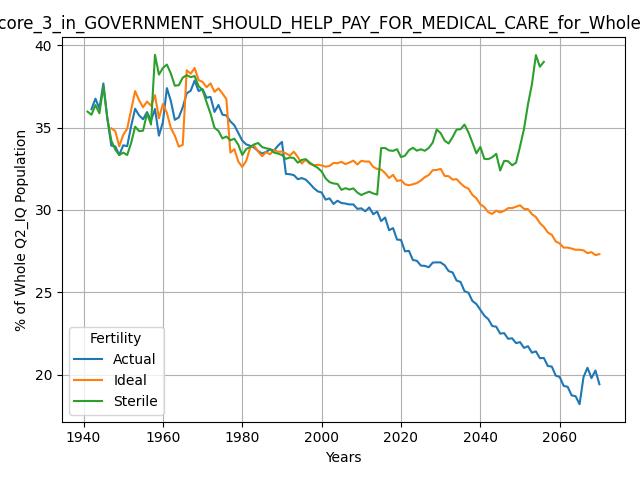 core_3_in_GOVERNMENT_SHOULD_HELP_PAY_FOR_MEDICAL_CARE_for_Whole
40
35
30
25
20
% of Whole Q2_IQ Population
Fertility
Actual
Ideal
Sterile
1940 1960 1980 2000 2020 2040 2060
Years